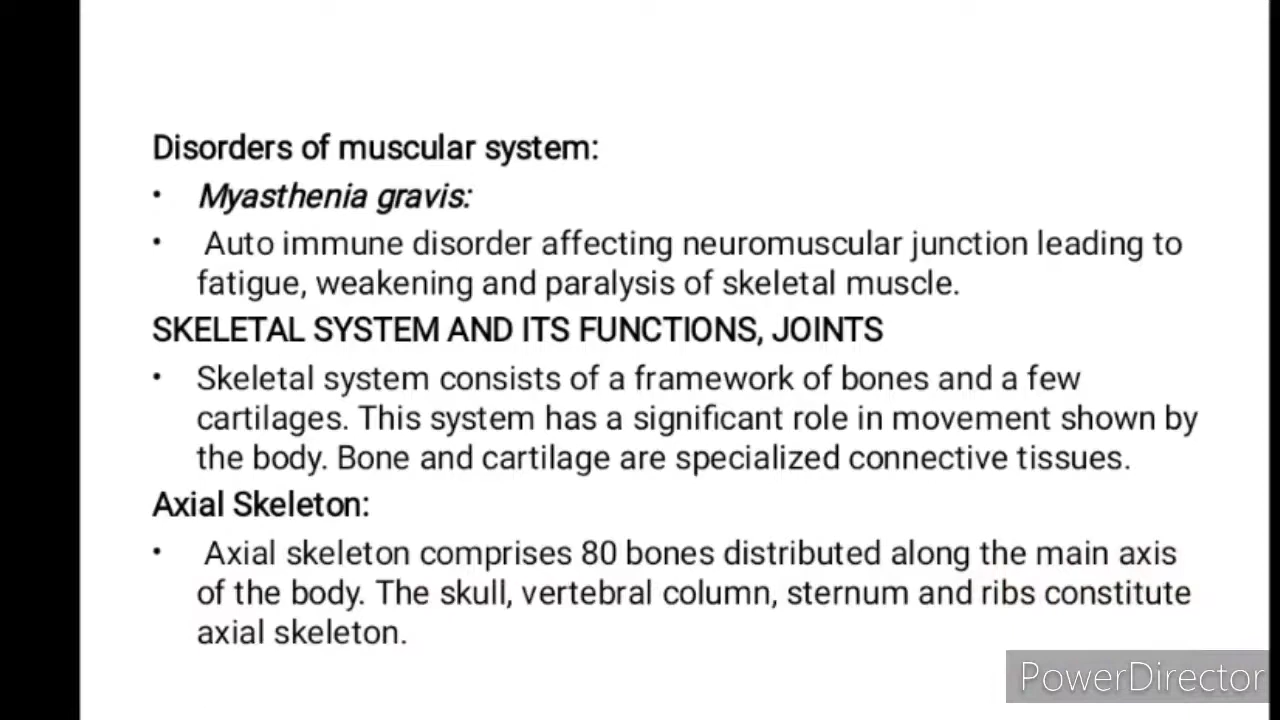 Disorders of muscular system:
• Myasthenia gravis:
• Auto immune disorder affecting neuromuscular junction leading to
fatigue, weakening and paralysis of skeletal muscle.
SKELETAL SYSTEM AND ITS FUNCTIONS, JOINTS
• Skeletal system consists of a framework of bones and a few
cartilages. This system has a significant role in movement shown by
the body. Bone and cartilage are specialized connective tissues.
Axial Skeleton:
• Axial skeleton comprises 80 bones distributed along the main axis
of the body. The skull, vertebral column, sternum and ribs constitute
axial skeleton.
PowerDirector